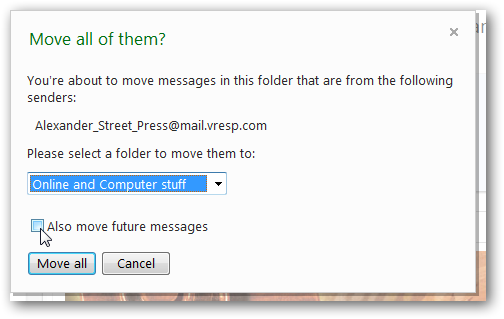 Move all of them?
You're about to move messages in this folder that are from the following
senders:
Alexander_Street_Press@mail.vresp.com
Please select a folder to move them to:
Online and Computer stuff
Also move future messages
Move all Cancel